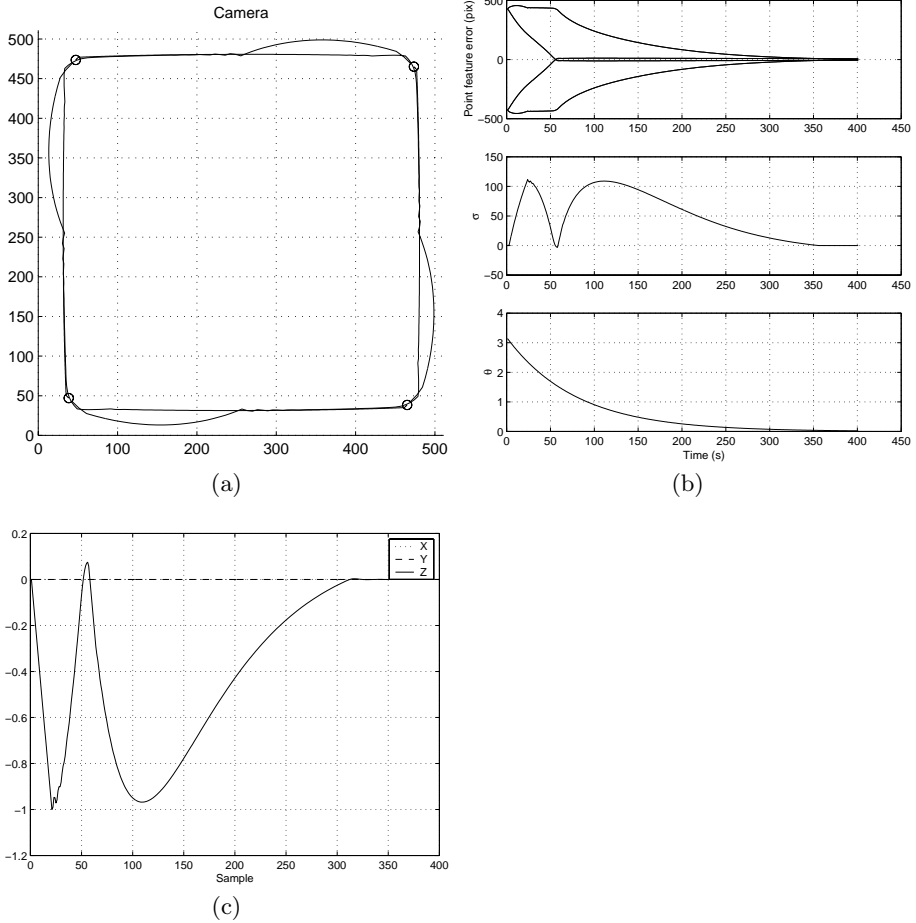 Camera
500
450
400
350
300
250
200
150
100
50
0
0 100 200 300 400 500
(a)
Point feature error (pix)
500
0
−500
0 50 100 150 200 250 300 350 400 450
σ
150
100
50
0
−50
0 50 100 150 200 250 300 350 400 450
θ
4
3
2
1
0
0 50 100 150 200 250 300 350 400 450
Time (s)
(b)
0.2
0
−0.2
−0.4
−0.6
−0.8
−1
−1.2
X
Y
Z
0 50 100 150 200 250 300 350 400
Sample
(c)